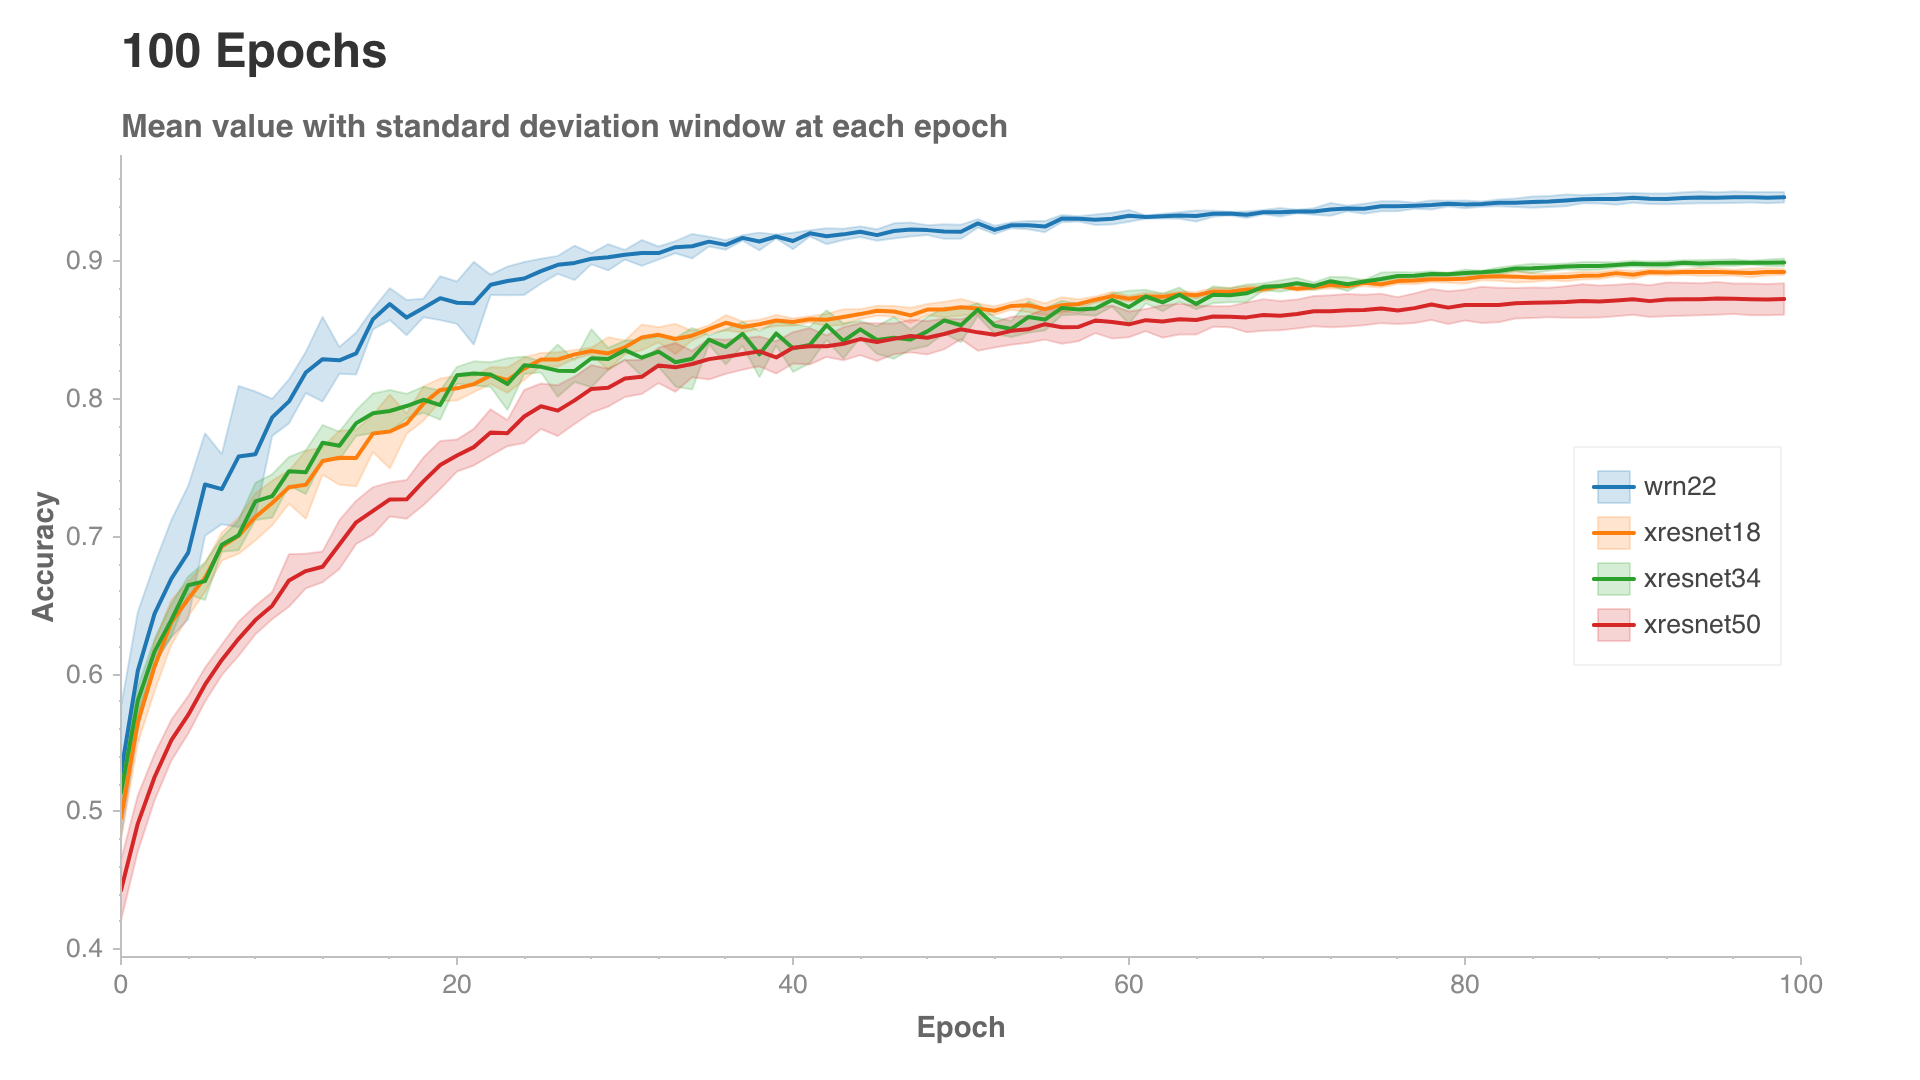 100 Epochs
Mean value with standard deviation window at each epoch
Accuracy
0.9
0.8
0.7
0.6
0.5
0.4
wrn22
xresnet18
xresnet34
xresnet50
0 20 40 60 80 100
Epoch